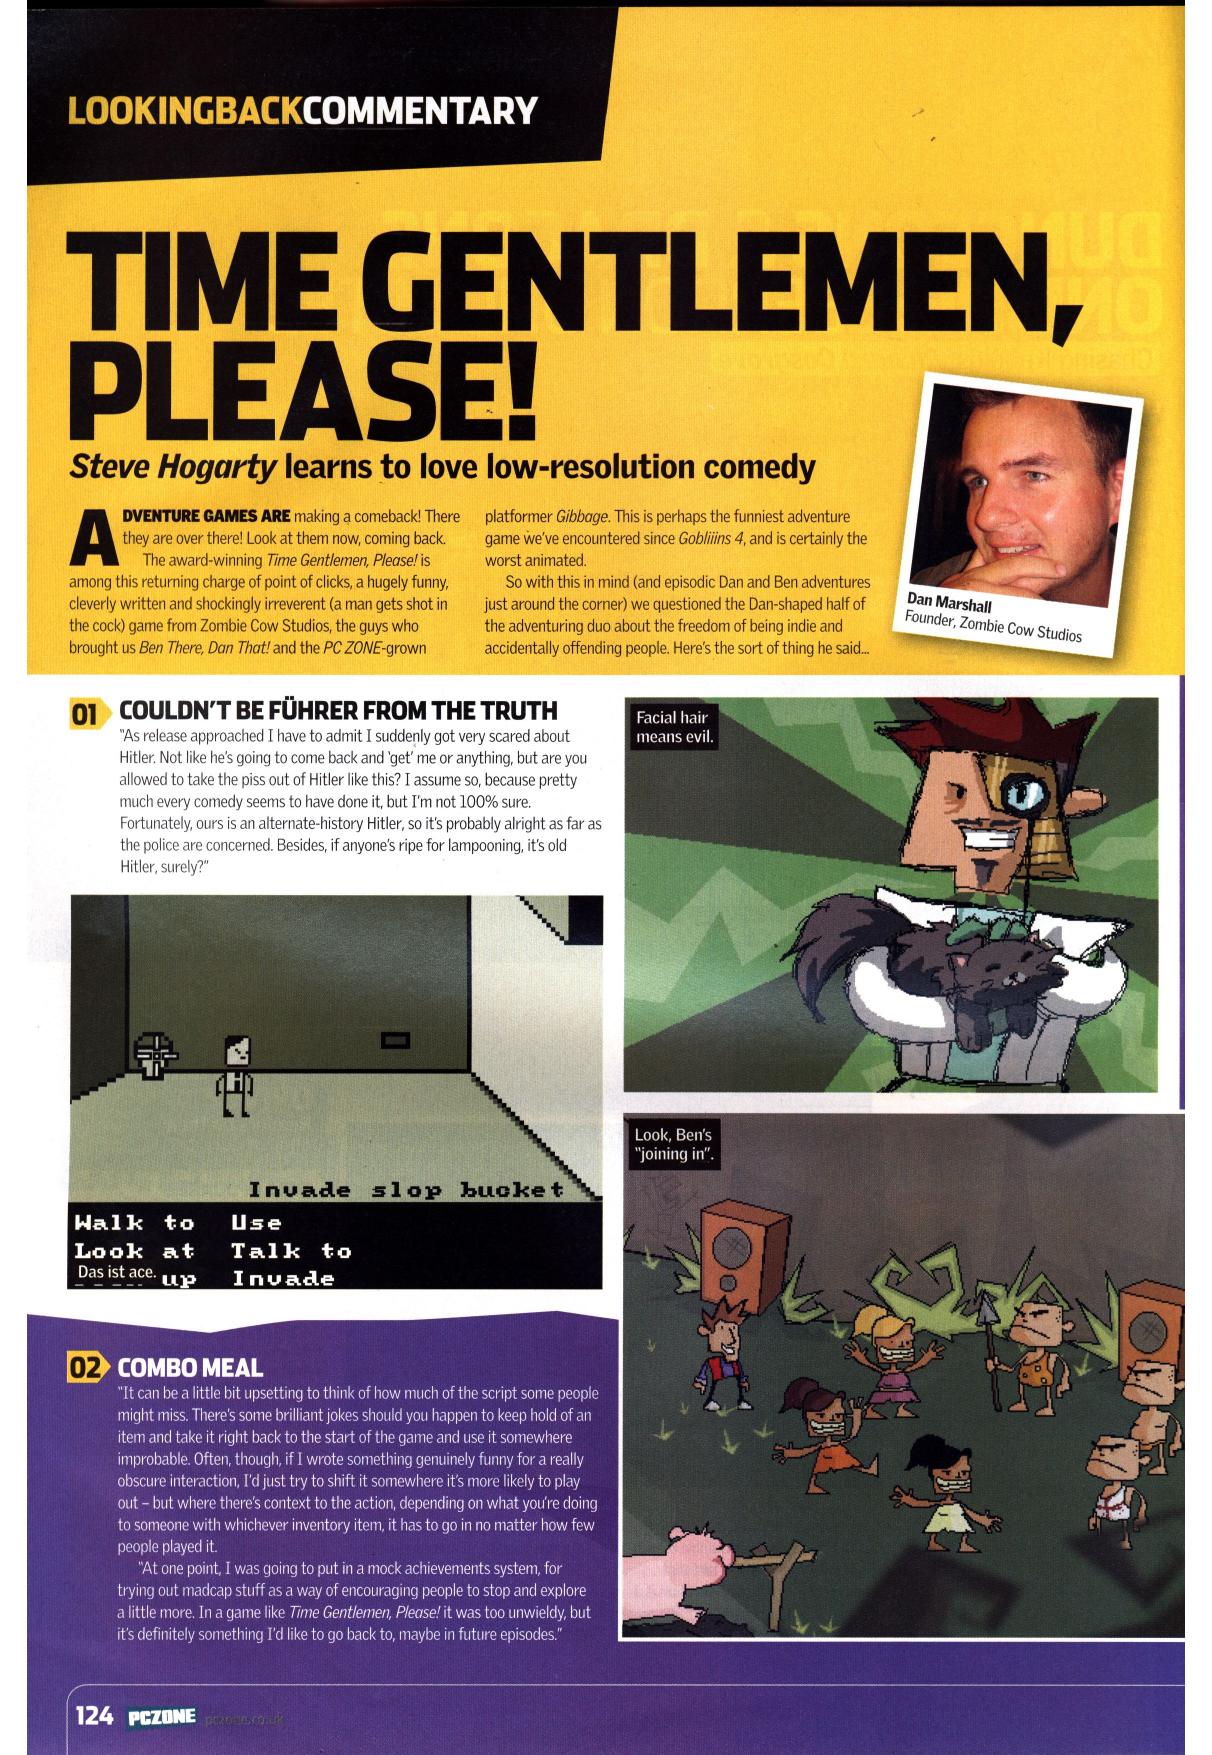 LOOKINGBACKCOMMENTARY
TIME GENTLEMEN,
PLEASE!
Steve Hogarty learns to love low-resolution comedy
ADVENTURE GAMES ARE making a comeback! There
they are over there! Look at them now, coming back.
The award-winning Time Gentlemen, Please! is
among this returning charge of point of clicks, a hugely funny,
cleverly written and shockingly irreverent (a man gets shot in
the cock) game from Zombie Cow Studios, the guys who
brought us Ben There, Dan That! and the PC ZONE-grown
platformer Gibbage. This is perhaps the funniest adventure
game we've encountered since Gobliiins 4, and is certainly the
worst animated.
So with this in mind (and episodic Dan and Ben adventures
just around the corner) we questioned the Dan-shaped half of
the adventuring duo about the freedom of being indie and
accidentally offending people. Here's the sort of thing he said...
Dan Marshall
Founder, Zombie Cow Studios
01 COULDN'T BE FÜHRER FROM THE TRUTH
"As release approached I have to admit I suddenly got very scared about
Hitler. Not like he's going to come back and 'get' me or anything, but are you
allowed to take the piss out of Hitler like this? I assume so, because pretty
much every comedy seems to have done it, but I'm not 100% sure.
Fortunately, ours is an alternate-history Hitler, so it's probably alright as far as
the police are concerned. Besides, if anyone's ripe for lampooning, it's old
Hitler, surely?"
Facial hair
means evil.
Invade slop bucket
Walk to Use
Look at Talk to
Das ist ace. up Invade
Look, Ben's
"joining in".
02 COMBO MEAL
"It can be a little bit upsetting to think of how much of the script some people
might miss. There's some brilliant jokes should you happen to keep hold of an
item and take it right back to the start of the game and use it somewhere
improbable. Often, though, if I wrote something genuinely funny for a really
obscure interaction, I'd just try to shift it somewhere it's more likely to play
out – but where there's context to the action, depending on what you're doing
to someone with whichever inventory item, it has to go in no matter how few
people played it.
"At one point, I was going to put in a mock achievements system, for
trying out madcap stuff as a way of encouraging people to stop and explore
a little more. In a game like Time Gentlemen, Please! it was too unwieldy, but
it's definitely something I'd like to go back to, maybe in future episodes."
124 PCZONE pczone.co.uk